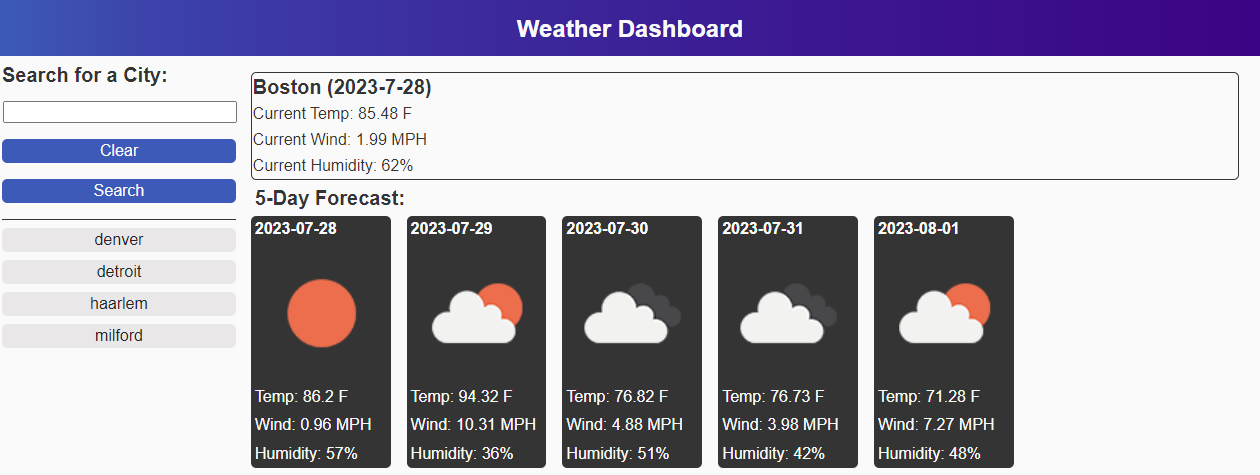 Weather Dashboard
Search for a City:
Clear
Search
denver
detroit
haarlem
milford
Boston (2023-7-28)
Current Temp: 85.48 F
Current Wind: 1.99 MPH
Current Humidity: 62%
5-Day Forecast:
2023-07-28
Temp: 86.2 F
Wind: 0.96 MPH
Humidity: 57%
2023-07-29
Temp: 94.32 F
Wind: 10.31 MPH
Humidity: 36%
2023-07-30
Temp: 76.82 F
Wind: 4.88 MPH
Humidity: 51%
2023-07-31
Temp: 76.73 F
Wind: 3.98 MPH
Humidity: 42%
2023-08-01
Temp: 71.28 F
Wind: 7.27 MPH
Humidity: 48%